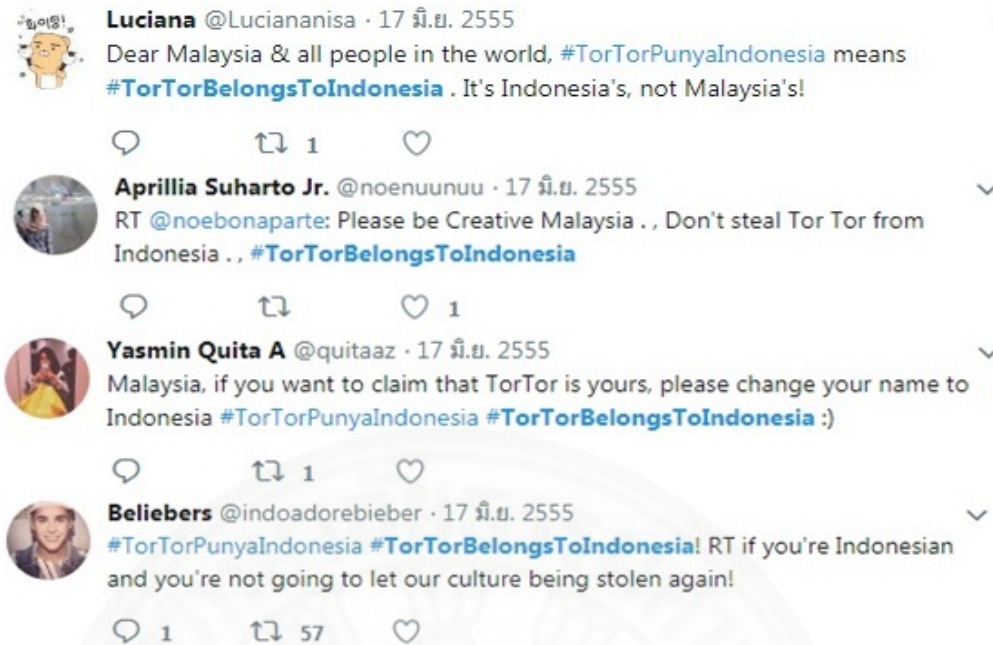 화이팅!
Luciana @Luciananisa · 17 มิ.ย. 2555
Dear Malaysia & all people in the world, #TorTorPunyaIndonesia means
#TorTorBelongsToIndonesia . It's Indonesia's, not Malaysia's!
1
Aprillia Suharto Jr. @noenuunuu · 17 มิ.ย. 2555
RT @noebonaparte: Please be Creative Malaysia . , Don't steal Tor Tor from
Indonesia . , #TorTorBelongsToIndonesia
1
Yasmin Quita A @quitaaz · 17 มิ.ย. 2555
Malaysia, if you want to claim that TorTor is yours, please change your name to
Indonesia #TorTorPunyaIndonesia #TorTorBelongsToIndonesia :)
1
Beliebers @indoadorebieber · 17 มิ.ย. 2555
#TorTorPunyaIndonesia #TorTorBelongsToIndonesia! RT if you're Indonesian
and you're not going to let our culture being stolen again!
1 57